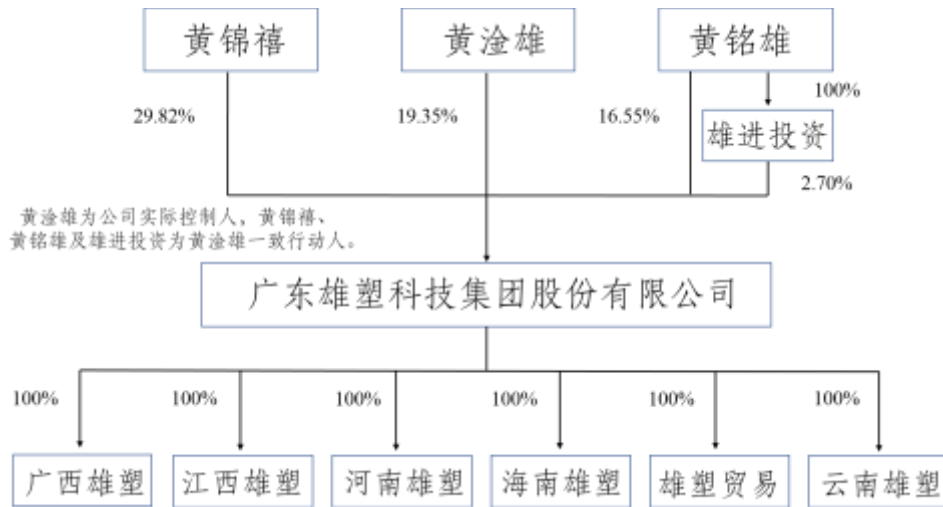 黄锦禧
黄淦雄
黄铭雄
29.82%
19.35%
16.55%
100%
雄进投资
2.70%
黄淦雄为公司实际控制人，黄锦禧、
黄铭雄及雄进投资为黄淦雄一致行动人。
广东雄塑科技集团股份有限公司
100%
100%
100%
100%
100%
100%
广西雄塑
江西雄塑
河南雄塑
海南雄塑
雄塑贸易
云南雄塑